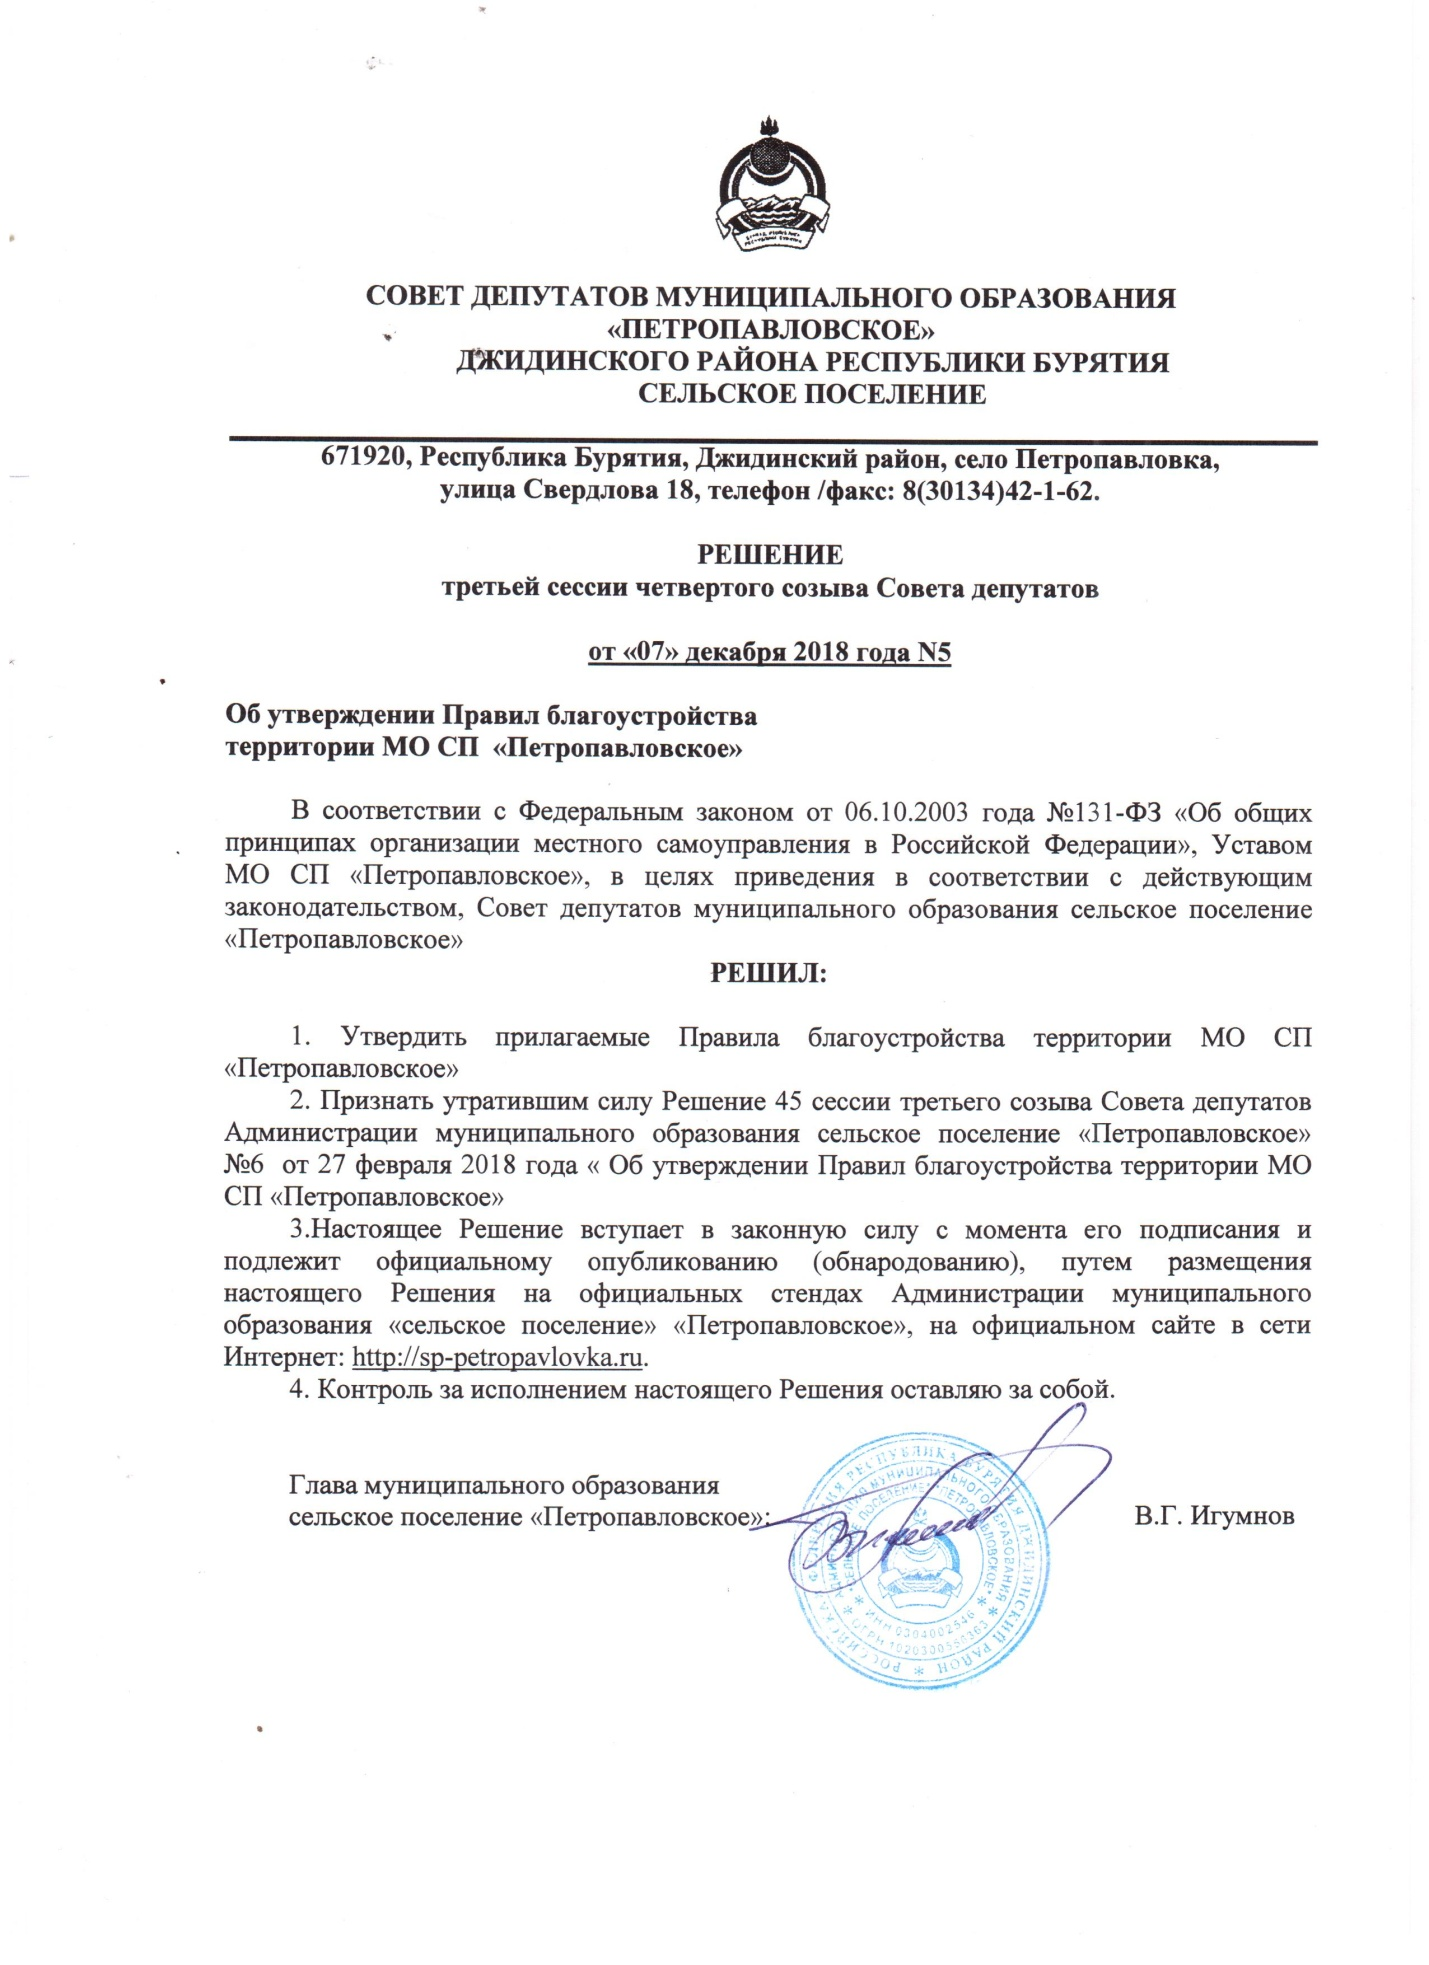 СОВЕТ ДЕПУТАТОВ МУНИЦИПАЛЬНОГО ОБРАЗОВАНИЯ
«ПЕТРОПАВЛОВСКОЕ»
ДЖИДИНСКОГО РАЙОНА РЕСПУБЛИКИ БУРЯТИЯ
СЕЛЬСКОЕ ПОСЕЛЕНИЕ
671920, Республика Бурятия, Джидинский район, село Петропавловка,
улица Свердлова 18, телефон /факс: 8(30134)42-1-62.
РЕШЕНИЕ
третьей сессии четвертого созыва Совета депутатов
от «07» декабря 2018 года N5
Об утверждении Правил благоустройства
территории МО СП «Петропавловское»
В соответствии с Федеральным законом от 06.10.2003 года №131-ФЗ «Об общих
принципах организации местного самоуправления в Российской Федерации», Уставом
МО СП «Петропавловское», в целях приведения в соответствии с действующим
законодательством, Совет депутатов муниципального образования сельское поселение
«Петропавловское»
РЕШИЛ:
1. Утвердить прилагаемые Правила благоустройства территории МО СП
«Петропавловское»
2. Признать утратившим силу Решение 45 сессии третьего созыва Совета депутатов
Администрации муниципального образования сельское поселение «Петропавловское»
№6 от 27 февраля 2018 года « Об утверждении Правил благоустройства территории МО
СП «Петропавловское»
3.Настоящее Решение вступает в законную силу с момента его подписания и
подлежит официальному опубликованию (обнародованию), путем размещения
настоящего Решения на официальных стендах Администрации муниципального
образования «сельское поселение» «Петропавловское», на официальном сайте в сети
Интернет: http://sp-petropavlovka.ru.
4. Контроль за исполнением настоящего Решения оставляю за собой.
Глава муниципального образования
сельское поселение «Петропавловское»:
В.Г. Игумнов
РОССИЙСКАЯ ФЕДЕРАЦИЯ РЕСПУБЛИКА БУРЯТИЯ ДЖИДИНСКИЙ РАЙОН
ИНН 0304002546